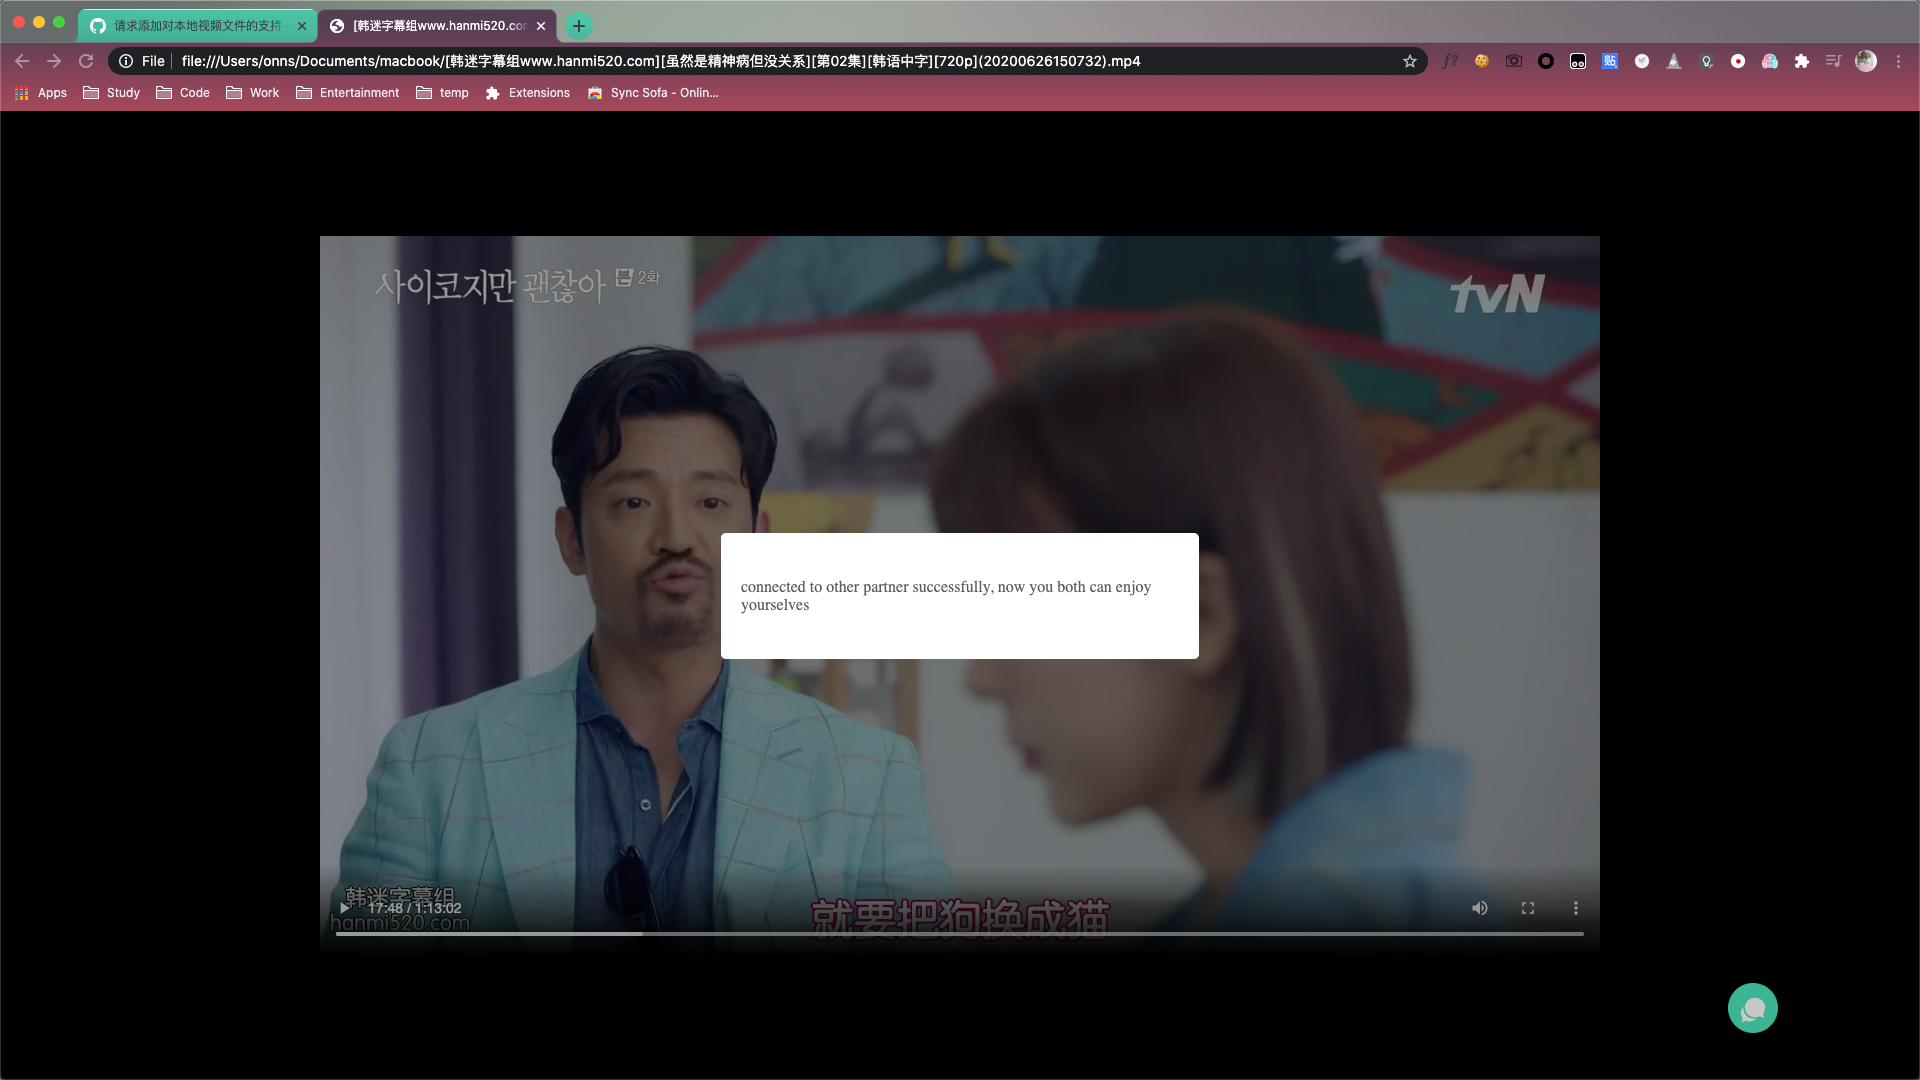 请求添加对本地视频文件的支持
[韩迷字幕组www.hanmi520.con
File
file:///Users/onns/Documents/macbook/[韩迷字幕组www.hanmi520.com][虽然是精神病但没关系][第02集][韩语中字][720p](20200626150732).mp4
f?
贴
Apps
Study
Code
Work
Entertainment
temp
Extensions
Sync Sofa - Onlin...
사이코지만 괜찮아 2화
tvN
connected to other partner successfully, now you both can enjoy
yourselves
韩迷字幕组
17:48 / 1:13:02
hanmi520.com
就要把狗换成猫